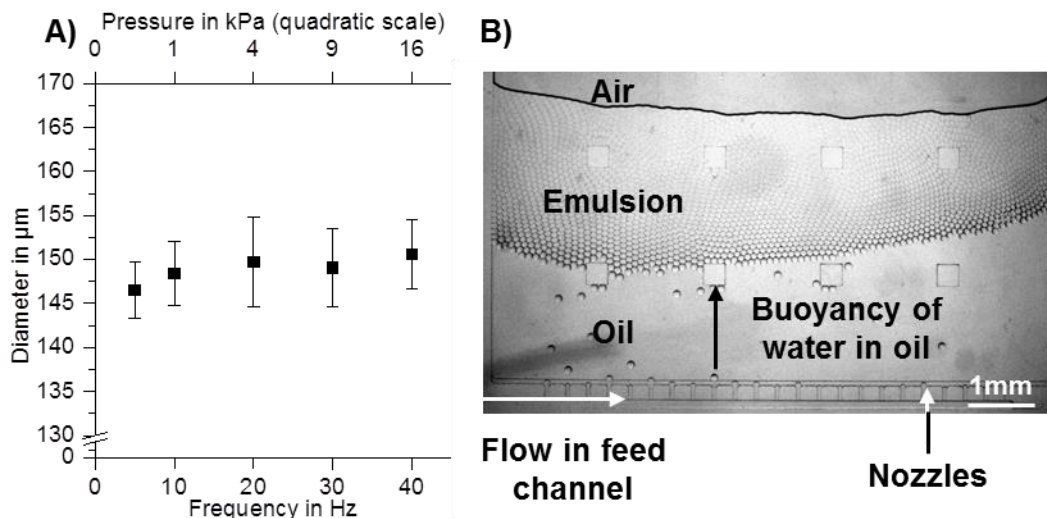 A)
Pressure in kPa (quadratic scale)
0 1 4 9 16
170
165
160
155
150
145
140
135
130
0
Diameter in µm
0 10 20 30 40
Frequency in Hz
B)
Air
Emulsion
Oil
Buoyancy of
water in oil
1mm
Flow in feed
channel
Nozzles